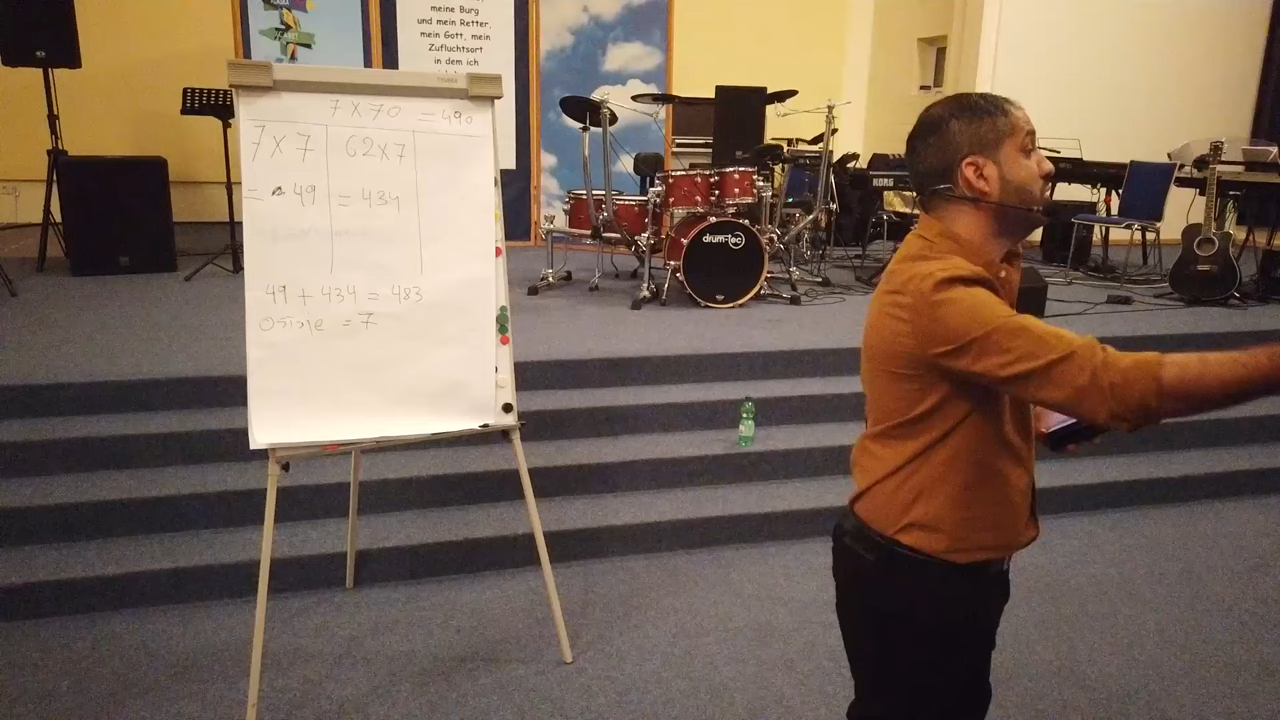 meine Burg
und mein Retter,
mein Gott, mein
Zufluchtsort
in dem ich
7 X 70 = 490
7 X 7
= 49
62 X 7
= 434
49 + 434 = 483
= 7
drum-tec
KORG